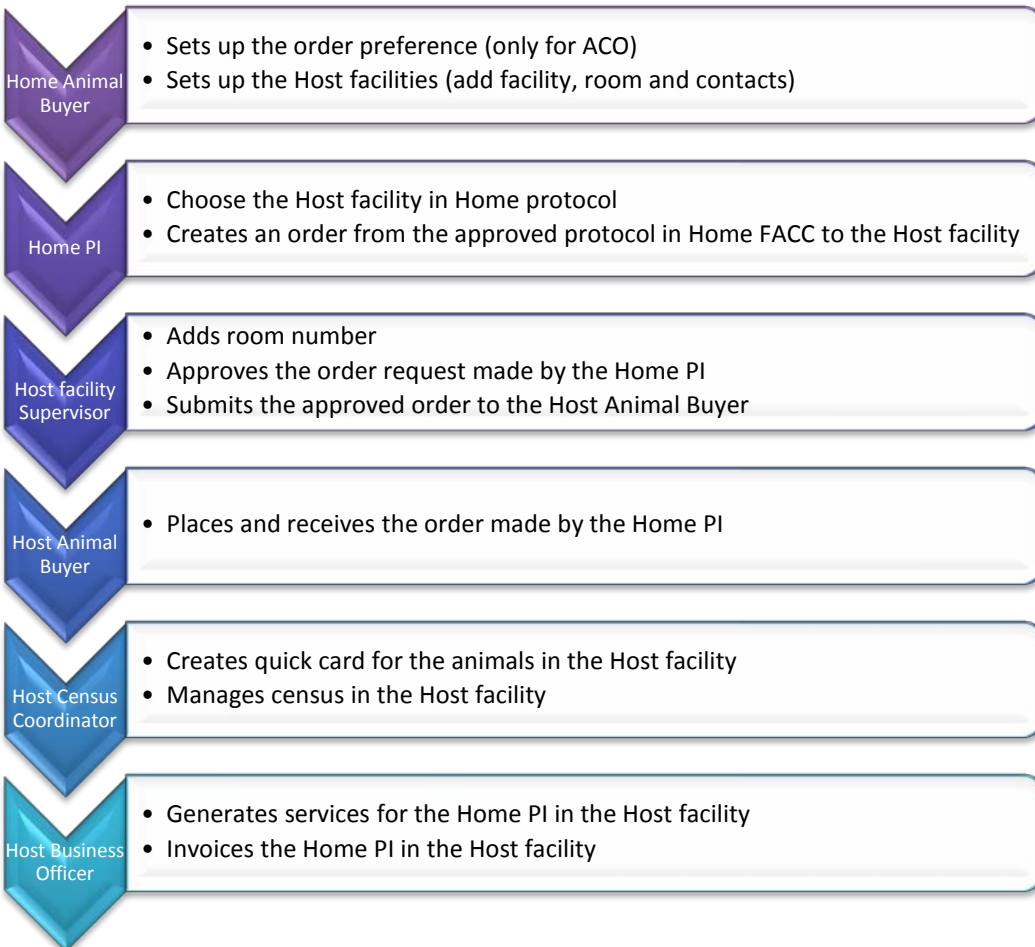 Home Animal
Buyer
• Sets up the order preference (only for ACO)
• Sets up the Host facilities (add facility, room and contacts)
Home PI
• Choose the Host facility in Home protocol
• Creates an order from the approved protocol in Home FACC to the Host facility
Host facility
Supervisor
• Adds room number
• Approves the order request made by the Home PI
• Submits the approved order to the Host Animal Buyer
Host Animal
Buyer
• Places and receives the order made by the Home PI
Host Census
Coordinator
• Creates quick card for the animals in the Host facility
• Manages census in the Host facility
Host Business
Officer
• Generates services for the Home PI in the Host facility
• Invoices the Home PI in the Host facility